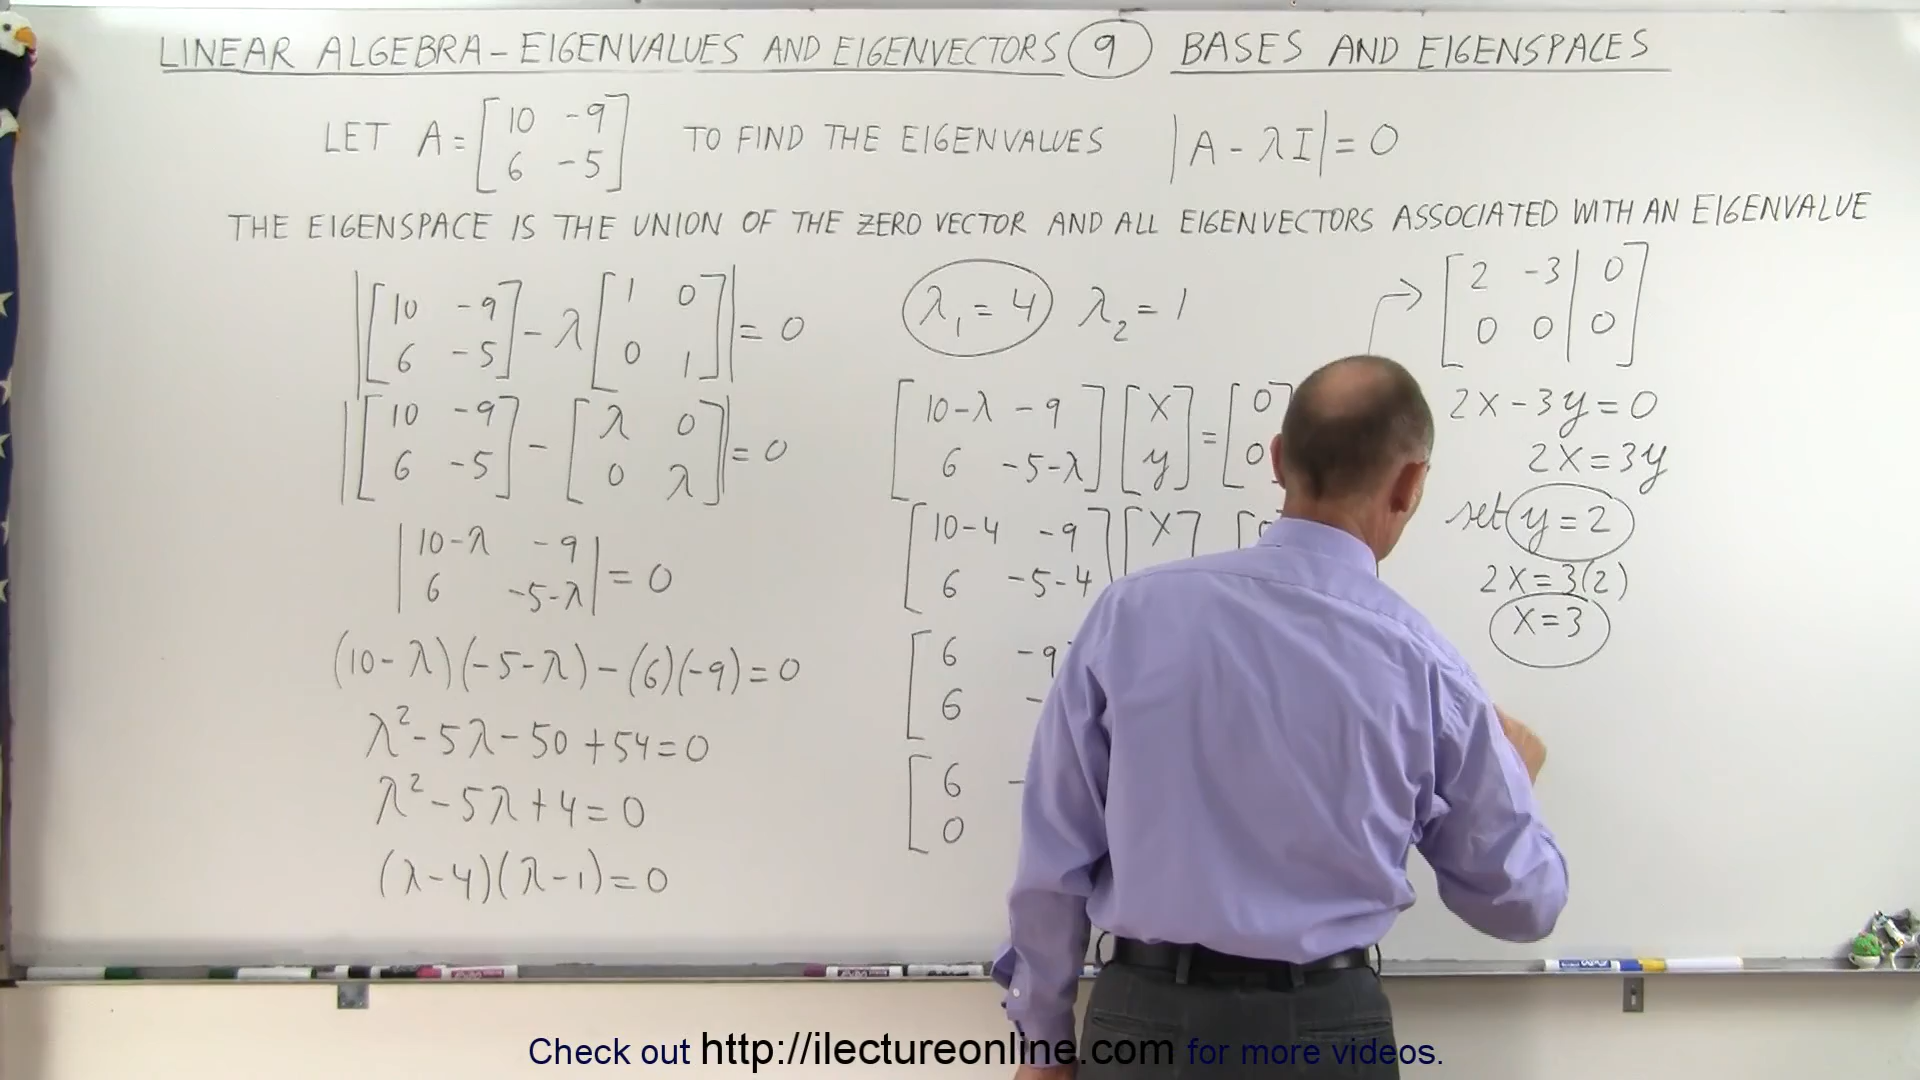 LINEAR ALGEBRA - EIGENVALUES AND EIGENVECTORS 9 BASES AND EIGENSPACES
LET A = [10 -9
6 -5] TO FIND THE EIGENVALUES |A - λI| = 0
THE EIGENSPACE IS THE UNION OF THE ZERO VECTOR AND ALL EIGENVECTORS ASSOCIATED WITH AN EIGENVALUE
|[10 -9
6 -5] - λ [1 0
0 1]| = 0
|[10 -9
6 -5] - [λ 0
0 λ]| = 0
|10-λ -9
6 -5-λ| = 0
(10-λ)(-5-λ) - (6)(-9) = 0
λ² - 5λ - 50 + 54 = 0
λ² - 5λ + 4 = 0
(λ-4)(λ-1) = 0
λ₁ = 4 λ₂ = 1
[10-λ -9
6 -5-λ] [x
y] = [0
0]
[10-4 -9
6 -5-4 [x [0
[6 -9
6 -
[6 -
0
→ [2 -3 | 0
0 0 | 0]
2x - 3y = 0
2x = 3y
set y = 2
2x = 3(2)
x = 3
Check out http://ilectureonline.com for more videos.